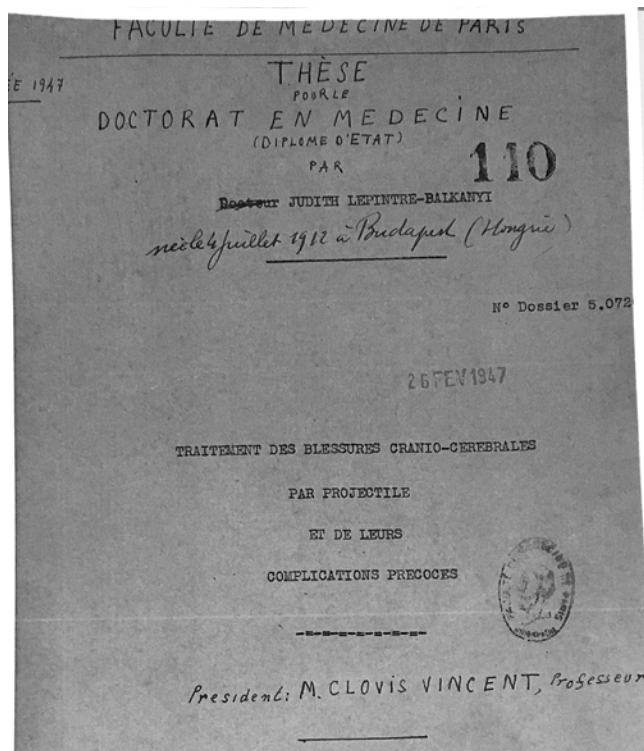 FACULTE DE MEDECINE DE PARIS
ÉE 1947
THÈSE
POUR LE
DOCTORAT EN MEDECINE
(DIPLOME D'ETAT)
PAR
110
Docteur JUDITH LEPINTRE-BALKANYI
née le 4 juillet 1912 à Budapest (Hongrie)
N° Dossier 5.072
26 FEV 1947
TRAITEMENT DES BLESSURES CRANIO-CEREBRALES
PAR PROJECTILE
ET DE LEURS
COMPLICATIONS PRECOCES
President: M. CLOVIS VINCENT, Professeur